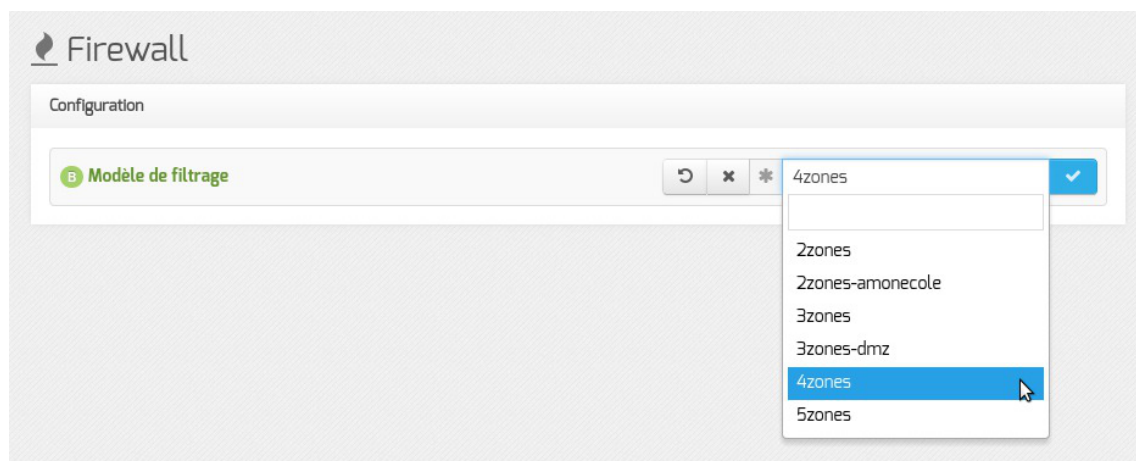 Firewall
Configuration
B Modèle de filtrage
4zones
2zones
2zones-amonecole
3zones
3zones-dmz
4zones
5zones